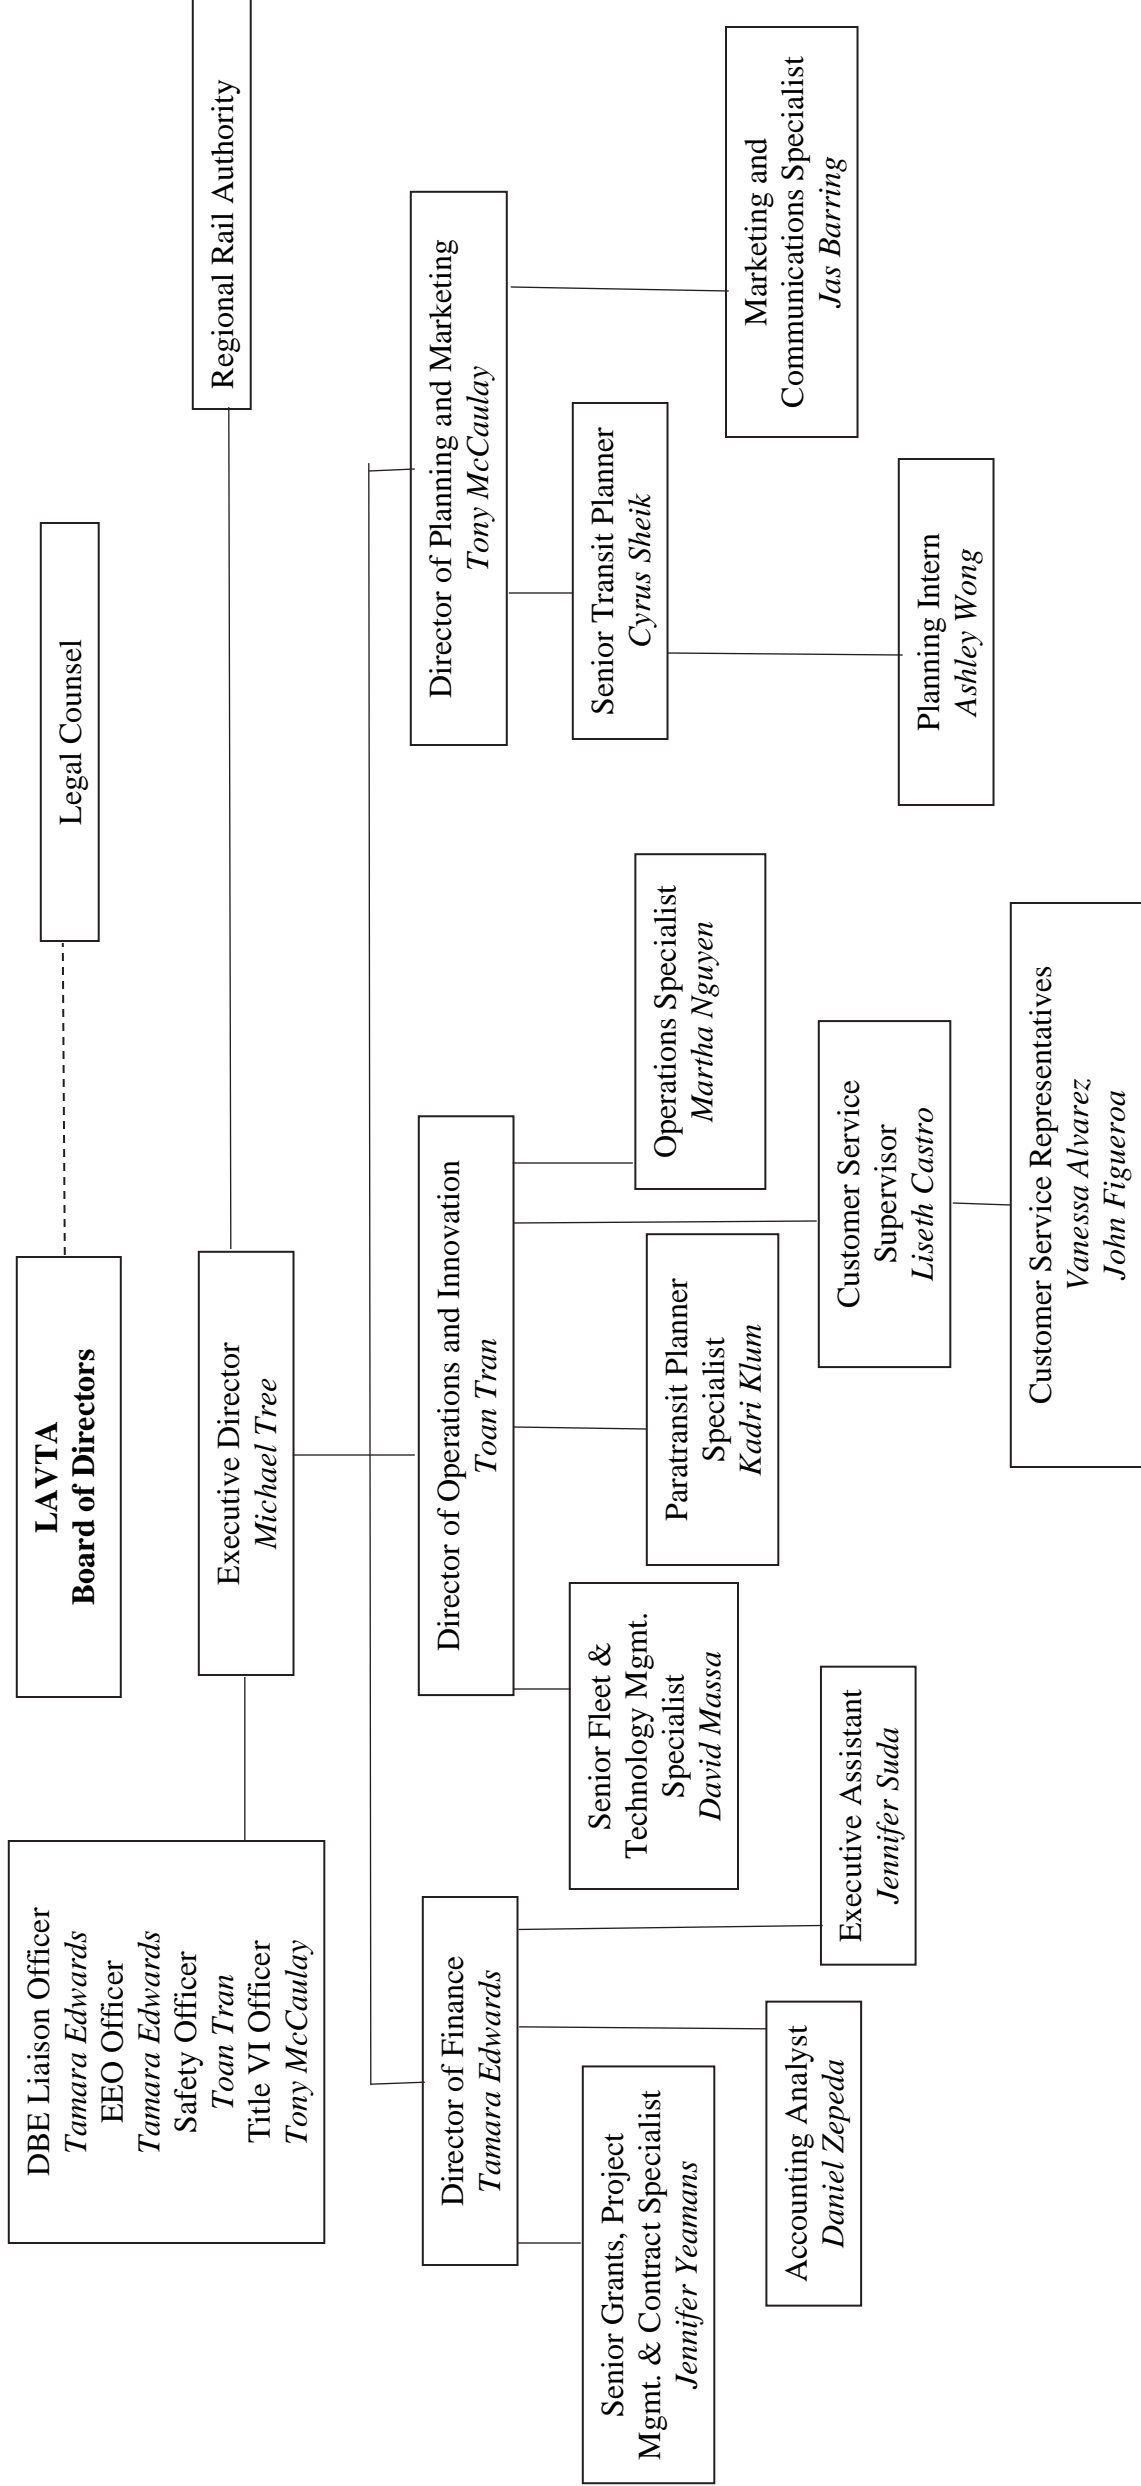 LAVTA
Board of Directors
Legal Counsel
DBE Liaison Officer
Tamara Edwards
EEO Officer
Tamara Edwards
Safety Officer
Toan Tran
Title VI Officer
Tony McCaulay
Executive Director
Michael Tree
Regional Rail Authority
Director of Finance
Tamara Edwards
Director of Operations and Innovation
Toan Tran
Director of Planning and Marketing
Tony McCaulay
Senior Grants, Project
Mgmt. & Contract Specialist
Jennifer Yeamans
Accounting Analyst
Daniel Zepeda
Executive Assistant
Jennifer Suda
Senior Fleet &
Technology Mgmt.
Specialist
David Massa
Paratransit Planner
Specialist
Kadri Klum
Customer Service
Supervisor
Liseth Castro
Customer Service Representatives
Vanessa Alvarez
John Figueroa
Operations Specialist
Martha Nguyen
Senior Transit Planner
Cyrus Sheik
Planning Intern
Ashley Wong
Marketing and
Communications Specialist
Jas Barring